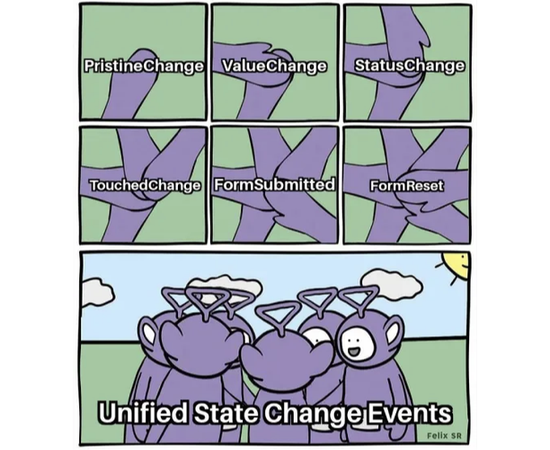 PristineChange
ValueChange
StatusChange
TouchedChange
FormSubmitted
FormReset
Unified State Change Events
Felix SR